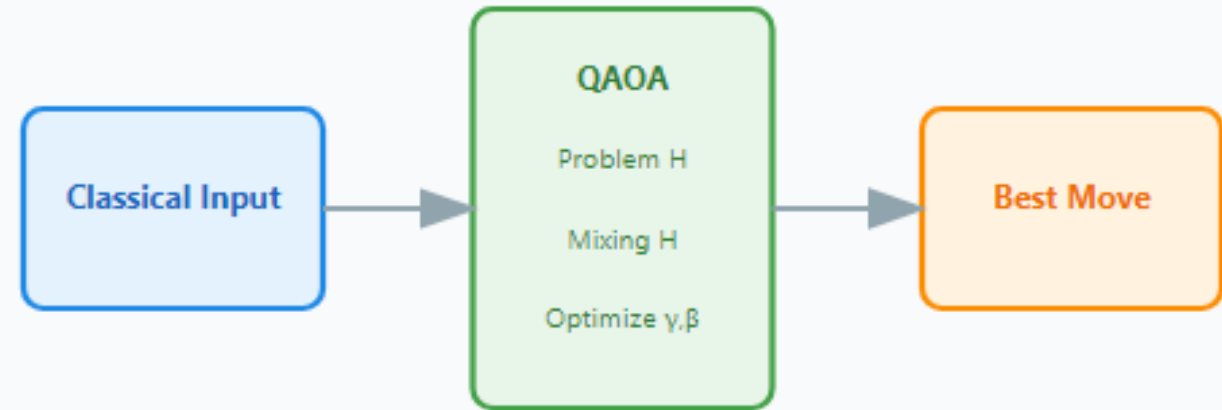 Classical Input
QAOA
Problem H
Mixing H
Optimize γ,β
Best Move